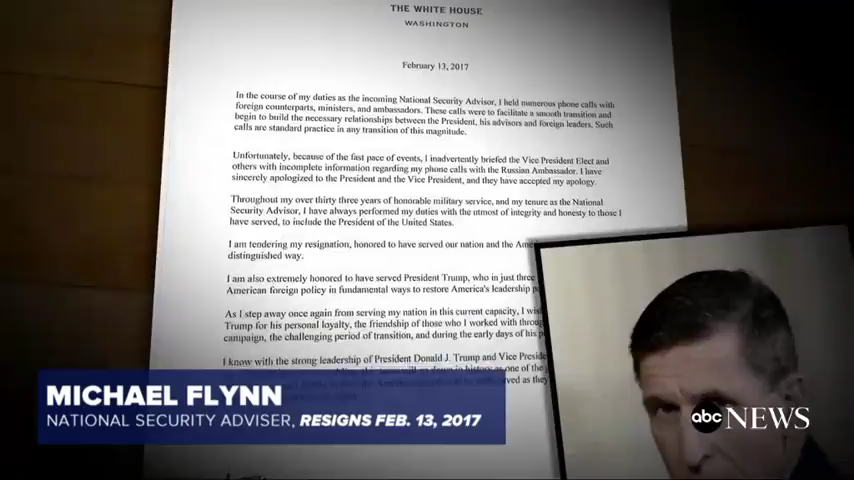 THE WHITE HOUSE
WASHINGTON
February 13, 2017
In the course of my duties as the incoming National Security Advisor, I held numerous phone calls with
foreign counterparts, ministers, and ambassadors. These calls were to facilitate a smooth transition and
begin to build the necessary relationships between the President, his advisors and foreign leaders. Such
calls are standard practice in any transition of this magnitude.
Unfortunately, because of the fast pace of events, I inadvertently briefed the Vice President Elect and
others with incomplete information regarding my phone calls with the Russian Ambassador. I have
sincerely apologized to the President and the Vice President, and they have accepted my apology.
Throughout my over thirty three years of honorable military service, and my tenure as the National
Security Advisor, I have always performed my duties with the utmost of integrity and honesty to those I
have served, to include the President of the United States.
I am tendering my resignation, honored to have served our nation and the
distinguished way.
I am also extremely honored to have served President Trump, who in just three
American foreign policy in fundamental ways to restore America's leadership
As I step away once again from serving my nation in this current capacity, I
Trump for his personal loyalty, the friendship of those who I worked with
campaign, the challenging period of transition, and during the early days of his
I know with the strong leadership of President Donald J. Trump and Vice
in history as one of the
as they
MICHAEL FLYNN
NATIONAL SECURITY ADVISER, RESIGNS FEB. 13, 2017
abc NEWS